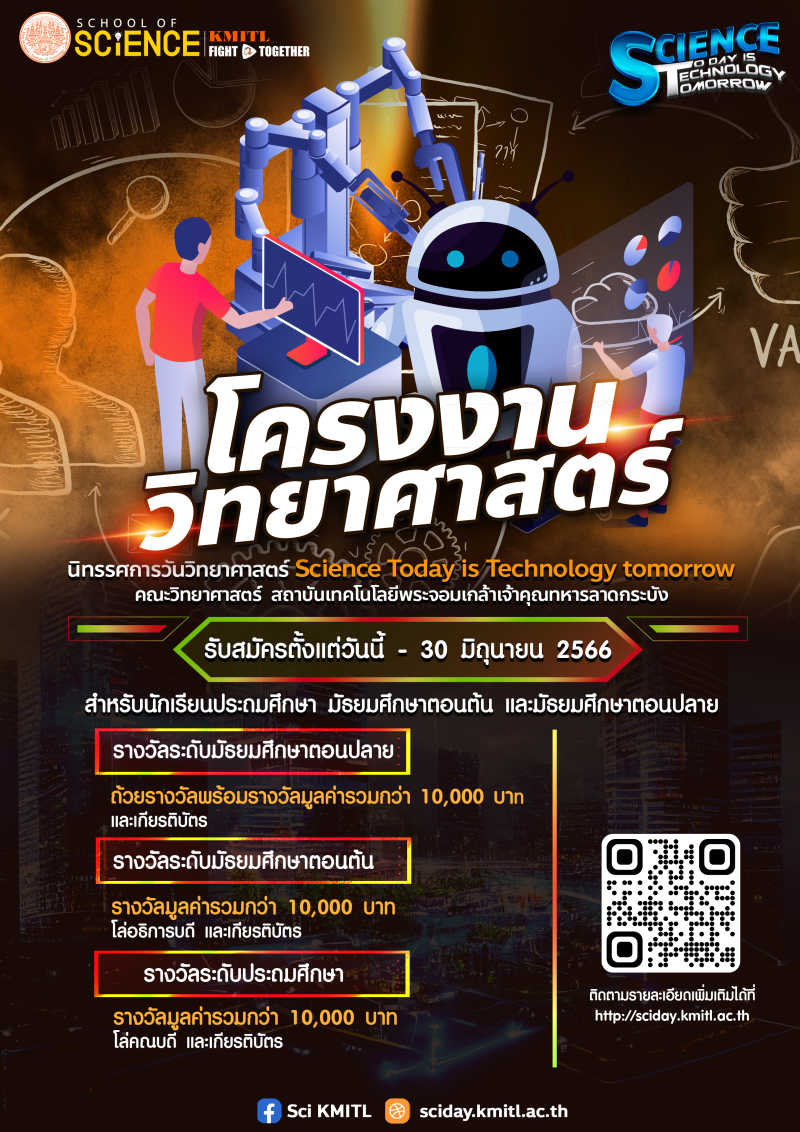 SCHOOL OF
SCIENCE
KMITL
FIGHT TOGETHER
SCIENCE
TODAY IS
TECHNOLOGY
TOMORROW
VA
โครงงาน
วิทยาศาสตร์
นิทรรศการวันวิทยาศาสตร์ Science Today is Technology tomorrow
คณะวิทยาศาสตร์ สถาบันเทคโนโลยีพระจอมเกล้าเจ้าคุณทหารลาดกระบัง
รับสมัครตั้งแต่วันนี้ - 30 มิถุนายน 2566
สำหรับนักเรียนประถมศึกษา มัธยมศึกษาตอนต้น และมัธยมศึกษาตอนปลาย
รางวัลระดับมัธยมศึกษาตอนปลาย
ถ้วยรางวัลพร้อมรางวัลมูลค่ารวมกว่า 10,000 บาท
และเกียรติบัตร
รางวัลระดับมัธยมศึกษาตอนต้น
รางวัลมูลค่ารวมกว่า 10,000 บาท
โล่อธิการบดี และเกียรติบัตร
รางวัลระดับประถมศึกษา
รางวัลมูลค่ารวมกว่า 10,000 บาท
โล่คณบดี และเกียรติบัตร
ติดตามรายละเอียดเพิ่มเติมได้ที่
http://sciday.kmitl.ac.th
Sci KMITL sciday.kmitl.ac.th